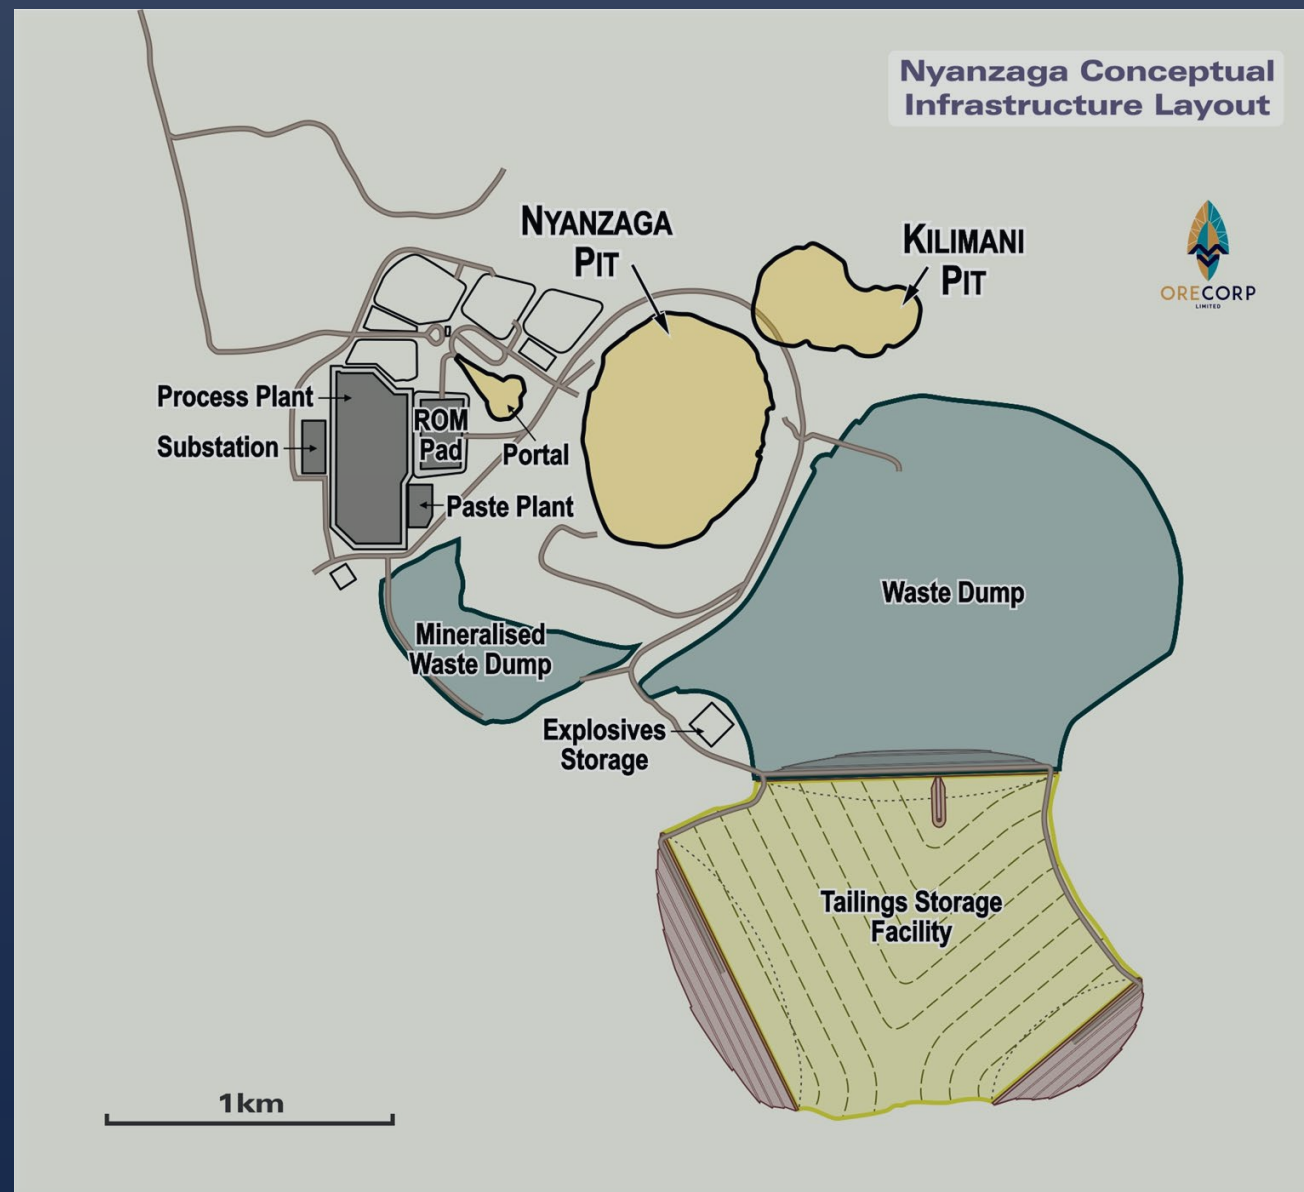 Nyanzaga Conceptual
Infrastructure Layout
NYANZAGA
PIT
KILIMANI
PIT
ORECORP
LIMITED
Process Plant
ROM
Pad
Substation
Portal
Paste Plant
Waste Dump
Mineralised
Waste Dump
Explosives
Storage
Tailings Storage
Facility
1km